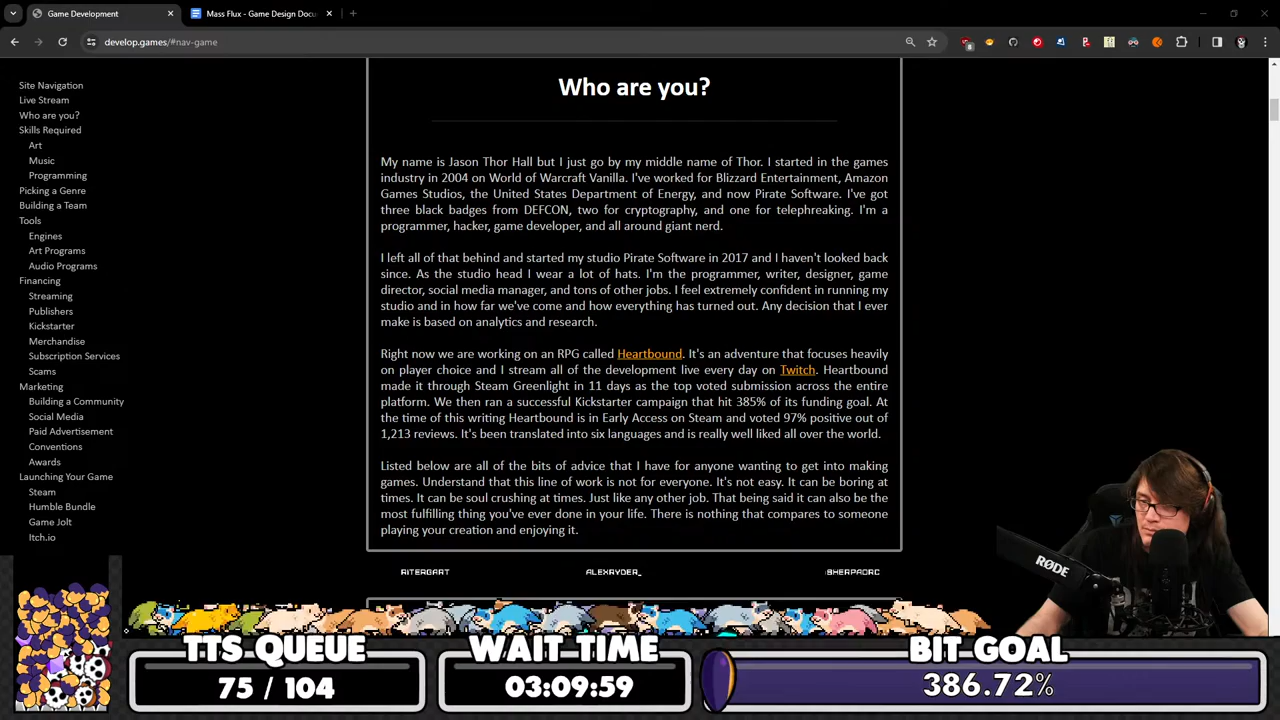 Game Development
Mass Flux - Game Design Docu
develop.games/#nav-game
8
Site Navigation
Live Stream
Who are you?
Skills Required
Art
Music
Programming
Picking a Genre
Building a Team
Tools
Engines
Art Programs
Audio Programs
Financing
Streaming
Publishers
Kickstarter
Merchandise
Subscription Services
Scams
Marketing
Building a Community
Social Media
Paid Advertisement
Conventions
Awards
Launching Your Game
Steam
Humble Bundle
Game Jolt
Itch.io
Who are you?
My name is Jason Thor Hall but I just go by my middle name of Thor. I started in the games
industry in 2004 on World of Warcraft Vanilla. I've worked for Blizzard Entertainment, Amazon
Games Studios, the United States Department of Energy, and now Pirate Software. I've got
three black badges from DEFCON, two for cryptography, and one for telephreaking. I'm a
programmer, hacker, game developer, and all around giant nerd.
I left all of that behind and started my studio Pirate Software in 2017 and I haven't looked back
since. As the studio head I wear a lot of hats. I'm the programmer, writer, designer, game
director, social media manager, and tons of other jobs. I feel extremely confident in running my
studio and in how far we've come and how everything has turned out. Any decision that I ever
make is based on analytics and research.
Right now we are working on an RPG called Heartbound. It's an adventure that focuses heavily
on player choice and I stream all of the development live every day on Twitch. Heartbound
made it through Steam Greenlight in 11 days as the top voted submission across the entire
platform. We then ran a successful Kickstarter campaign that hit 385% of its funding goal. At
the time of this writing Heartbound is in Early Access on Steam and voted 97% positive out of
1,213 reviews. It's been translated into six languages and is really well liked all over the world.
Listed below are all of the bits of advice that I have for anyone wanting to get into making
games. Understand that this line of work is not for everyone. It's not easy. It can be boring at
times. It can be soul crushing at times. Just like any other job. That being said it can also be the
most fulfilling thing you've ever done in your life. There is nothing that compares to someone
playing your creation and enjoying it.
RITERGART ALEXRYDER_
RØDE
TTS QUEUE
75 / 104
WAIT TIME
03:09:59
BIT GOAL
386.72%